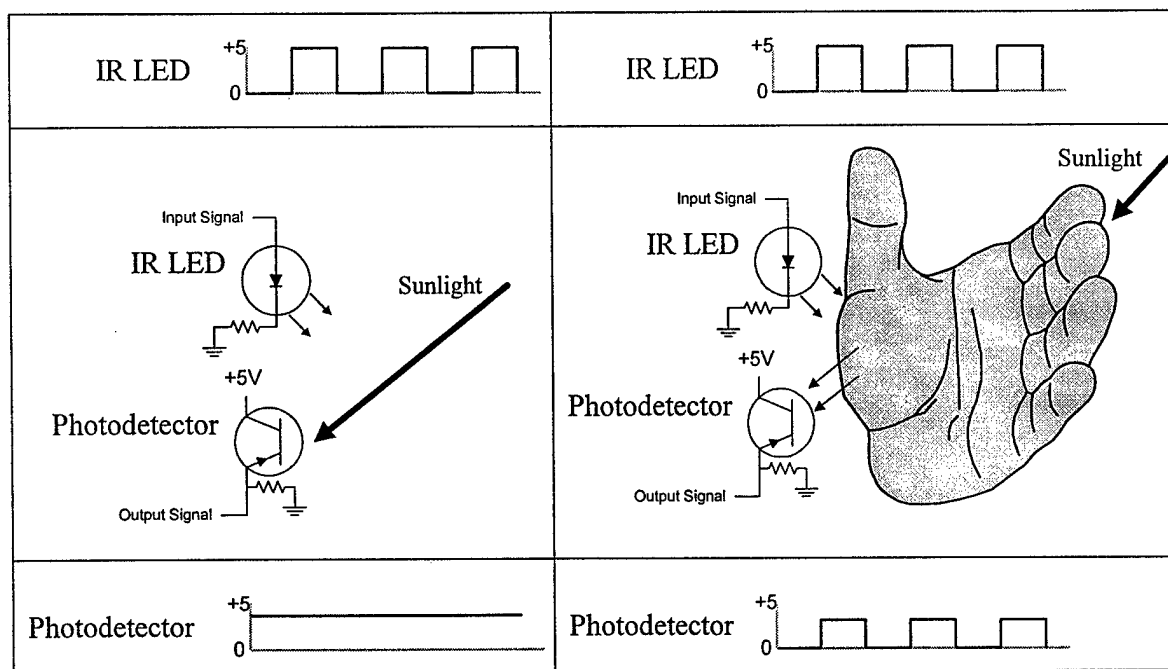 IR LED
+5
0
IR LED
+5
0
Input Signal
IR LED
Sunlight
+5V
Photodetector
Output Signal
Sunlight
Input Signal
IR LED
+5V
Photodetector
Output Signal
Photodetector
+5
0
Photodetector
+5
0